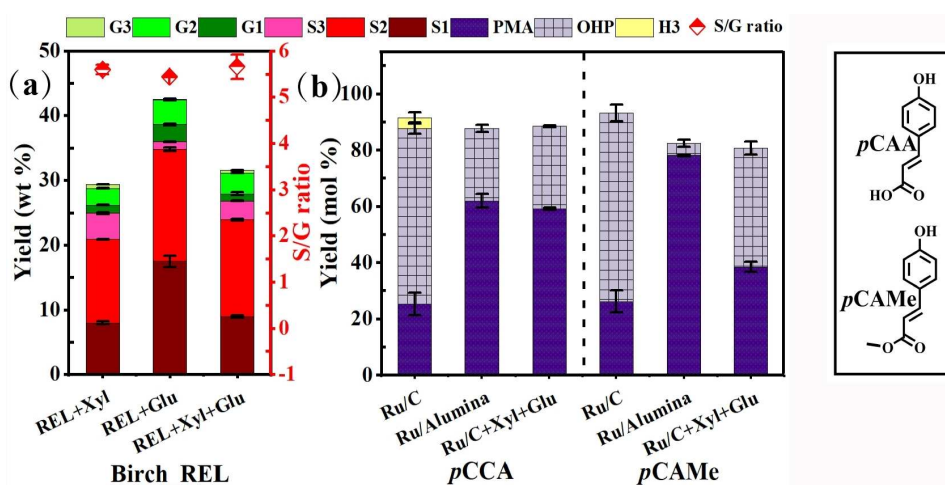 G3 G2 G1 S3 S2 S1 PMA OHP H3 S/G ratio
(a)
Yield (wt %)
50
40
30
20
10
0
6
5
4
3
2
1
0
-1
S/G ratio
REL+Xyl
REL+Glu
REL+Xyl+Glu
Birch REL
(b)
Yield (mol %)
100
80
60
40
20
0
Ru/C
Ru/Alumina
Ru/C+Xyl+Glu
Ru/C
Ru/Alumina
Ru/C+Xyl+Glu
pCCA
pCAMe
OH
pCAA
HO
O
OH
pCAMe
O
O